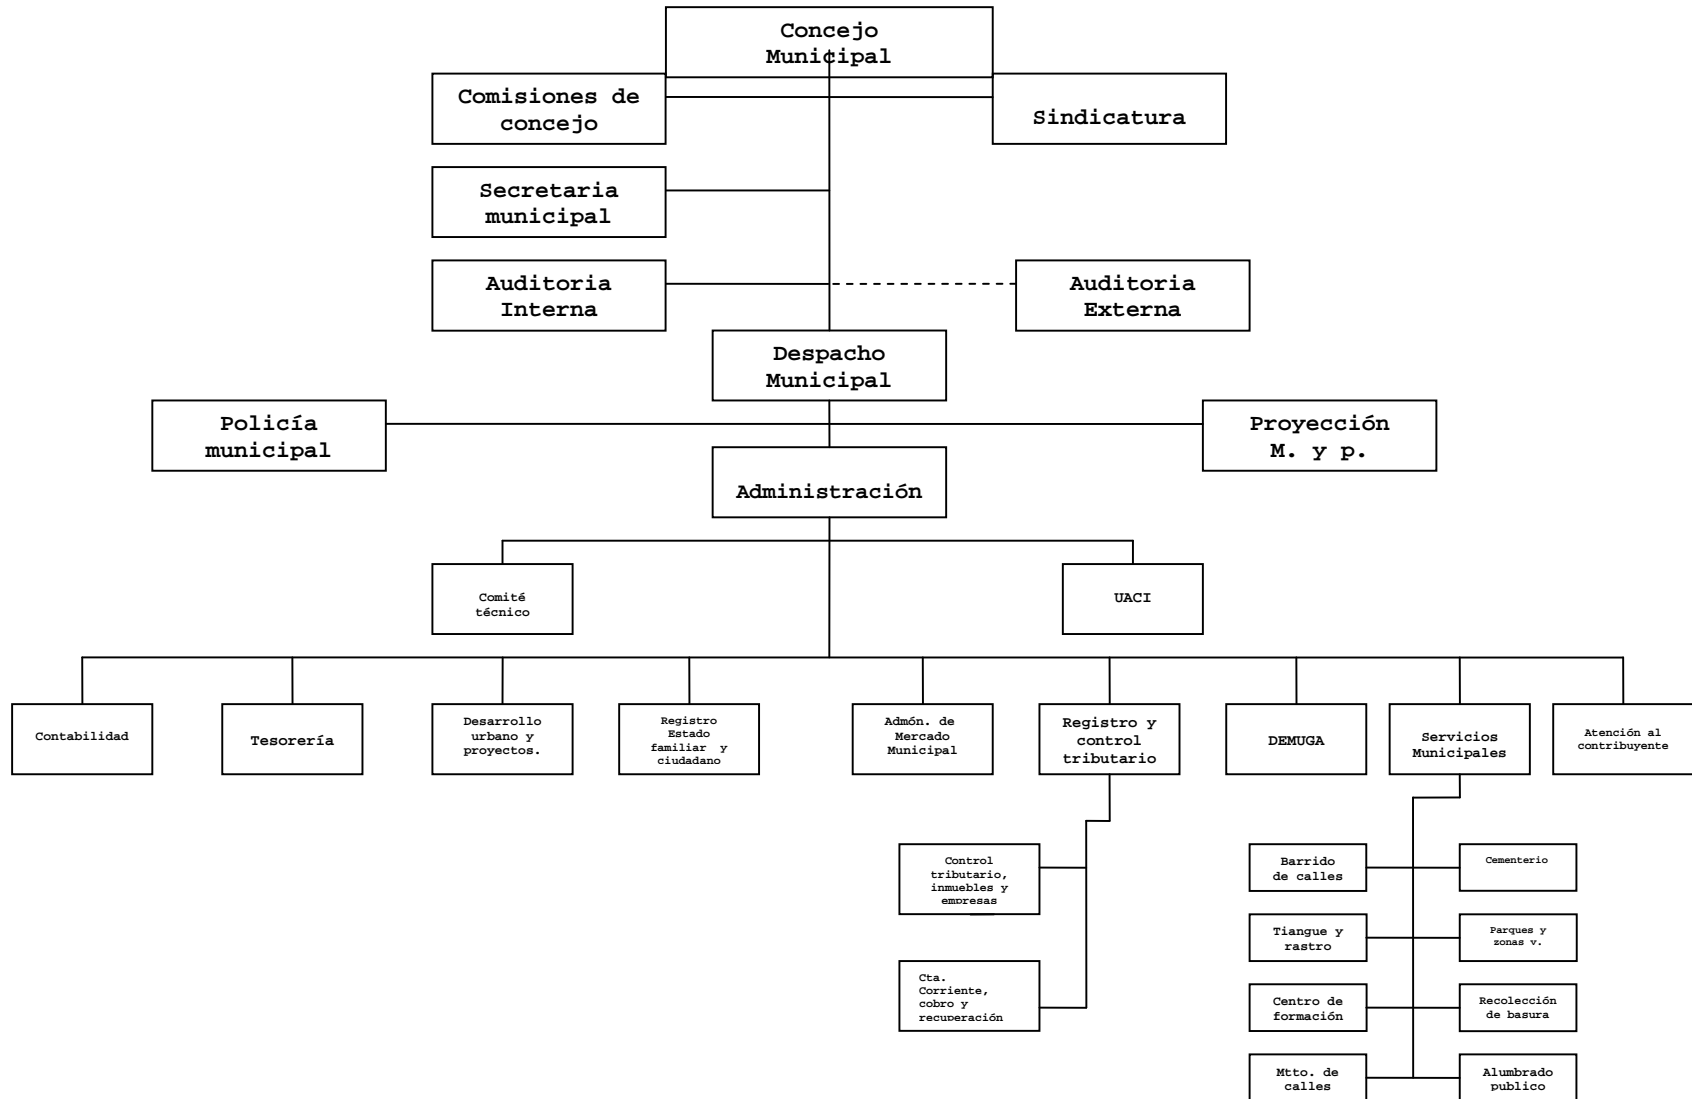 Concejo
Municipal
Comisiones de
concejo
Sindicatura
Secretaria
municipal
Auditoria
Interna
Auditoria
Externa
Despacho
Municipal
Policía
municipal
Proyección
M. y p.
Administración
Comité
técnico
UACI
Contabilidad
Tesorería
Desarrollo
urbano y
proyectos.
Registro
Estado
familiar y
ciudadano
Admón. de
Mercado
Municipal
Registro y
control
tributario
DEMUGA
Servicios
Municipales
Atención al
contribuyente
Control
tributario,
inmuebles y
empresas
Cta.
Corriente,
cobro y
recuperación
Barrido
de calles
Cementerio
Tiangue y
rastro
Parques y
zonas v.
Centro de
formación
Recolección
de basura
Mtto. de
calles
Alumbrado
publico